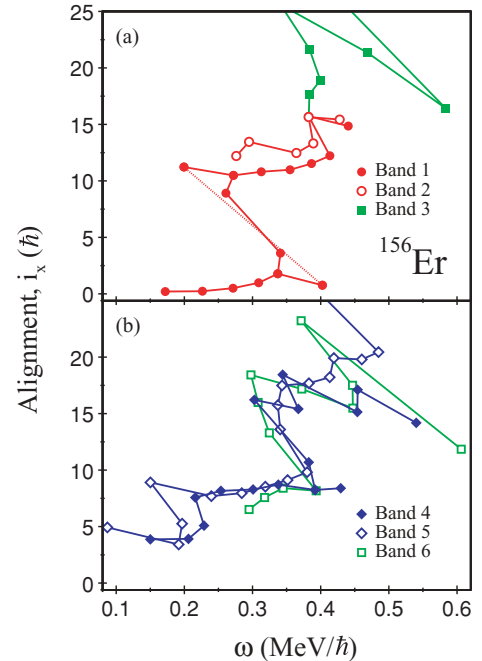 25
(a)
20
15
10
5
0
Band 1
Band 2
Band 3
¹⁵⁶Er
Alignment, iₓ (ℏ)
(b)
20
15
10
5
0
Band 4
Band 5
Band 6
0.1 0.2 0.3 0.4 0.5 0.6
ω (MeV/ℏ)